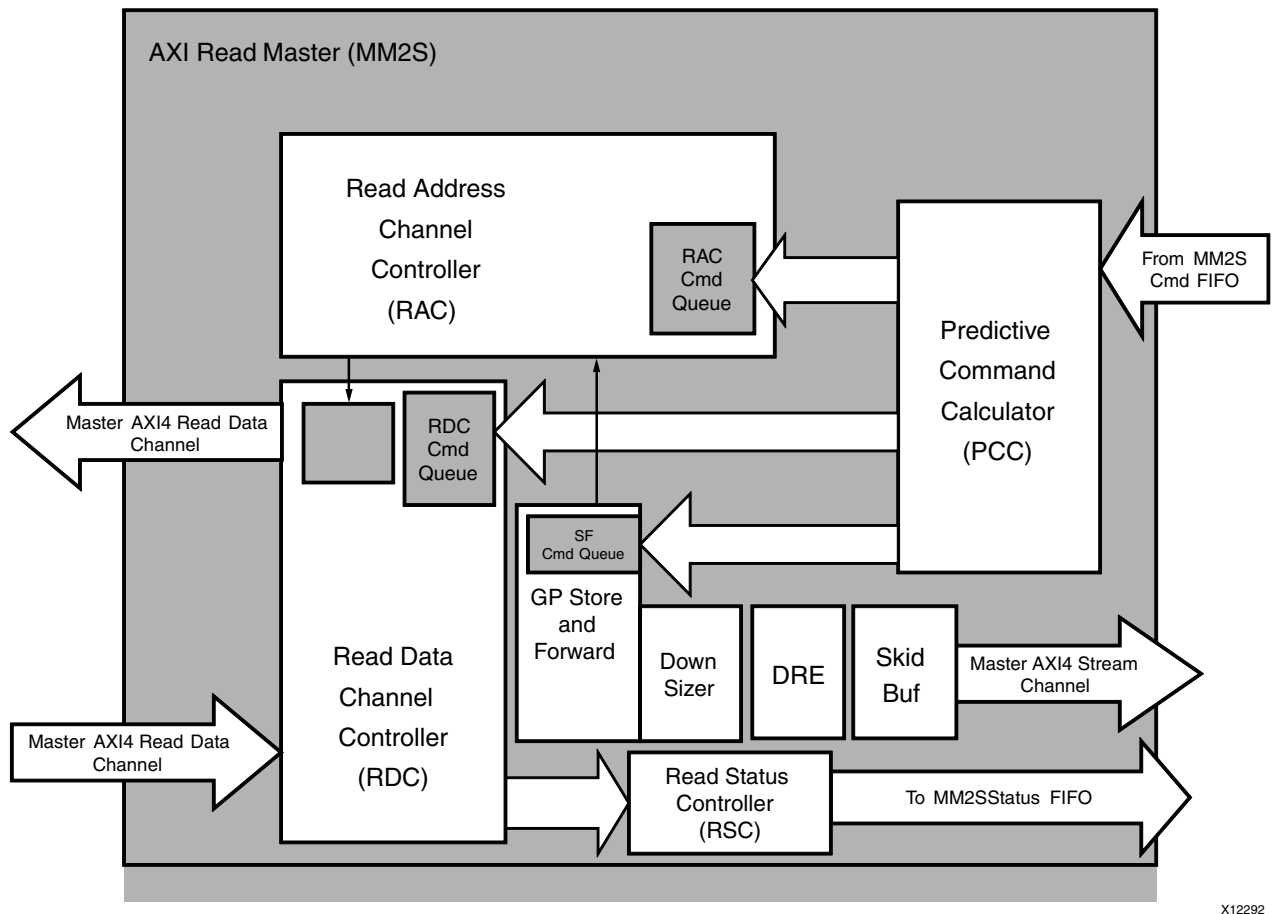 AXI Read Master (MM2S)
Read Address
Channel
Controller
(RAC)
RAC
Cmd
Queue
From MM2S
Cmd FIFO
Predictive
Command
Calculator
(PCC)
Master AXI4 Read Data
Channel
RDC
Cmd
Queue
SF
Cmd Queue
GP Store
and
Forward
Down
Sizer
DRE
Skid
Buf
Master AXI4 Stream
Channel
Read Data
Channel
Controller
(RDC)
Master AXI4 Read Data
Channel
Read Status
Controller
(RSC)
To MM2SStatus FIFO
X12292